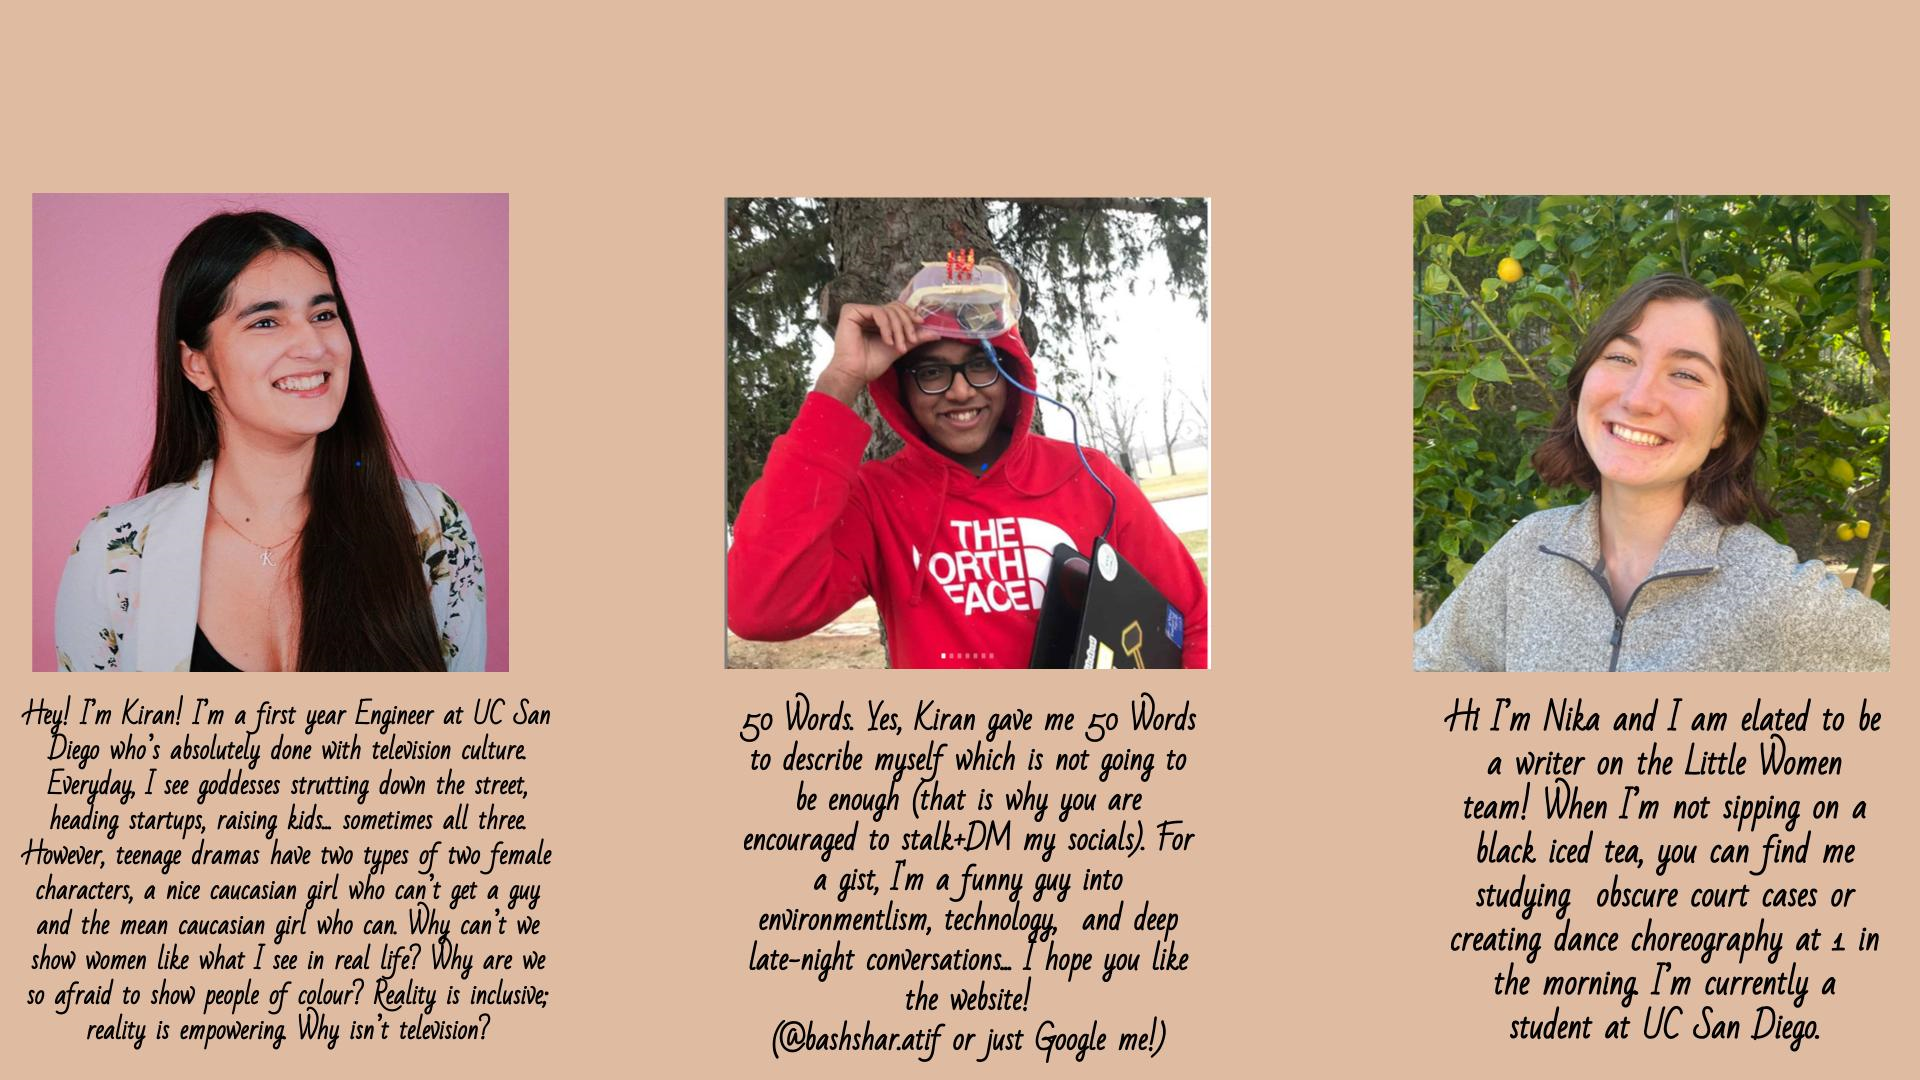 K
THE
NORTH
FACE
Hey! I'm Kiran! I'm a first year Engineer at UC San
Diego who's absolutely done with television culture.
Everyday, I see goddesses strutting down the street,
heading startups, raising kids... sometimes all three.
However, teenage dramas have two types of two female
characters, a nice caucasian girl who can't get a guy
and the mean caucasian girl who can. Why can't we
show women like what I see in real life? Why are we
so afraid to show people of colour? Reality is inclusive;
reality is empowering. Why isn't television?
50 Words. Yes, Kiran gave me 50 Words
to describe myself which is not going to
be enough (that is why you are
encouraged to stalk+DM my socials). For
a gist, I'm a funny guy into
environmentlism, technology,  and deep
late-night conversations... I hope you like
the website!
(@bashshar.atif or just Google me!)
Hi I'm Nika and I am elated to be
a writer on the Little Women
team! When I'm not sipping on a
black iced tea, you can find me
studying  obscure court cases or
creating dance choreography at 1 in
the morning. I'm currently a
student at UC San Diego.